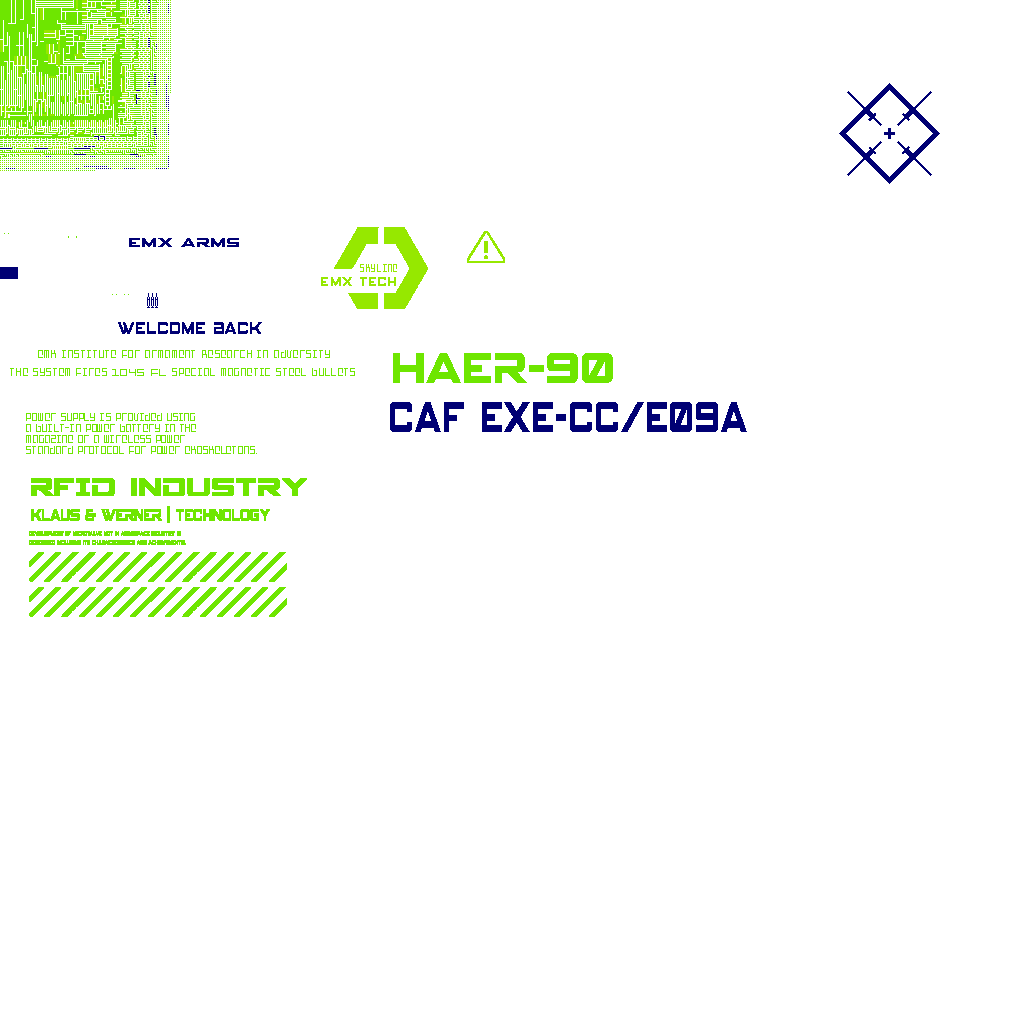 EMX ARMS
SKYLINE
EMX TECH
WELCOME BACK
EMX INSTITUTE FOR ARMAMENT RESEARCH IN ADVERSITY
THE SYSTEM FIRES 1045 FL SPECIAL MAGNETIC STEEL BULLETS
HAER-90
CAF EXE-CC/E09A
POWER SUPPLY IS PROVIDED USING
A BUILT-IN POWER BATTERY IN THE
MAGAZINE OR A WIRELESS POWER
STANDARD PROTOCOL FOR POWER EXOSKELETONS.
RFID INDUSTRY
KLAUS & WERNER | TECHNOLOGY